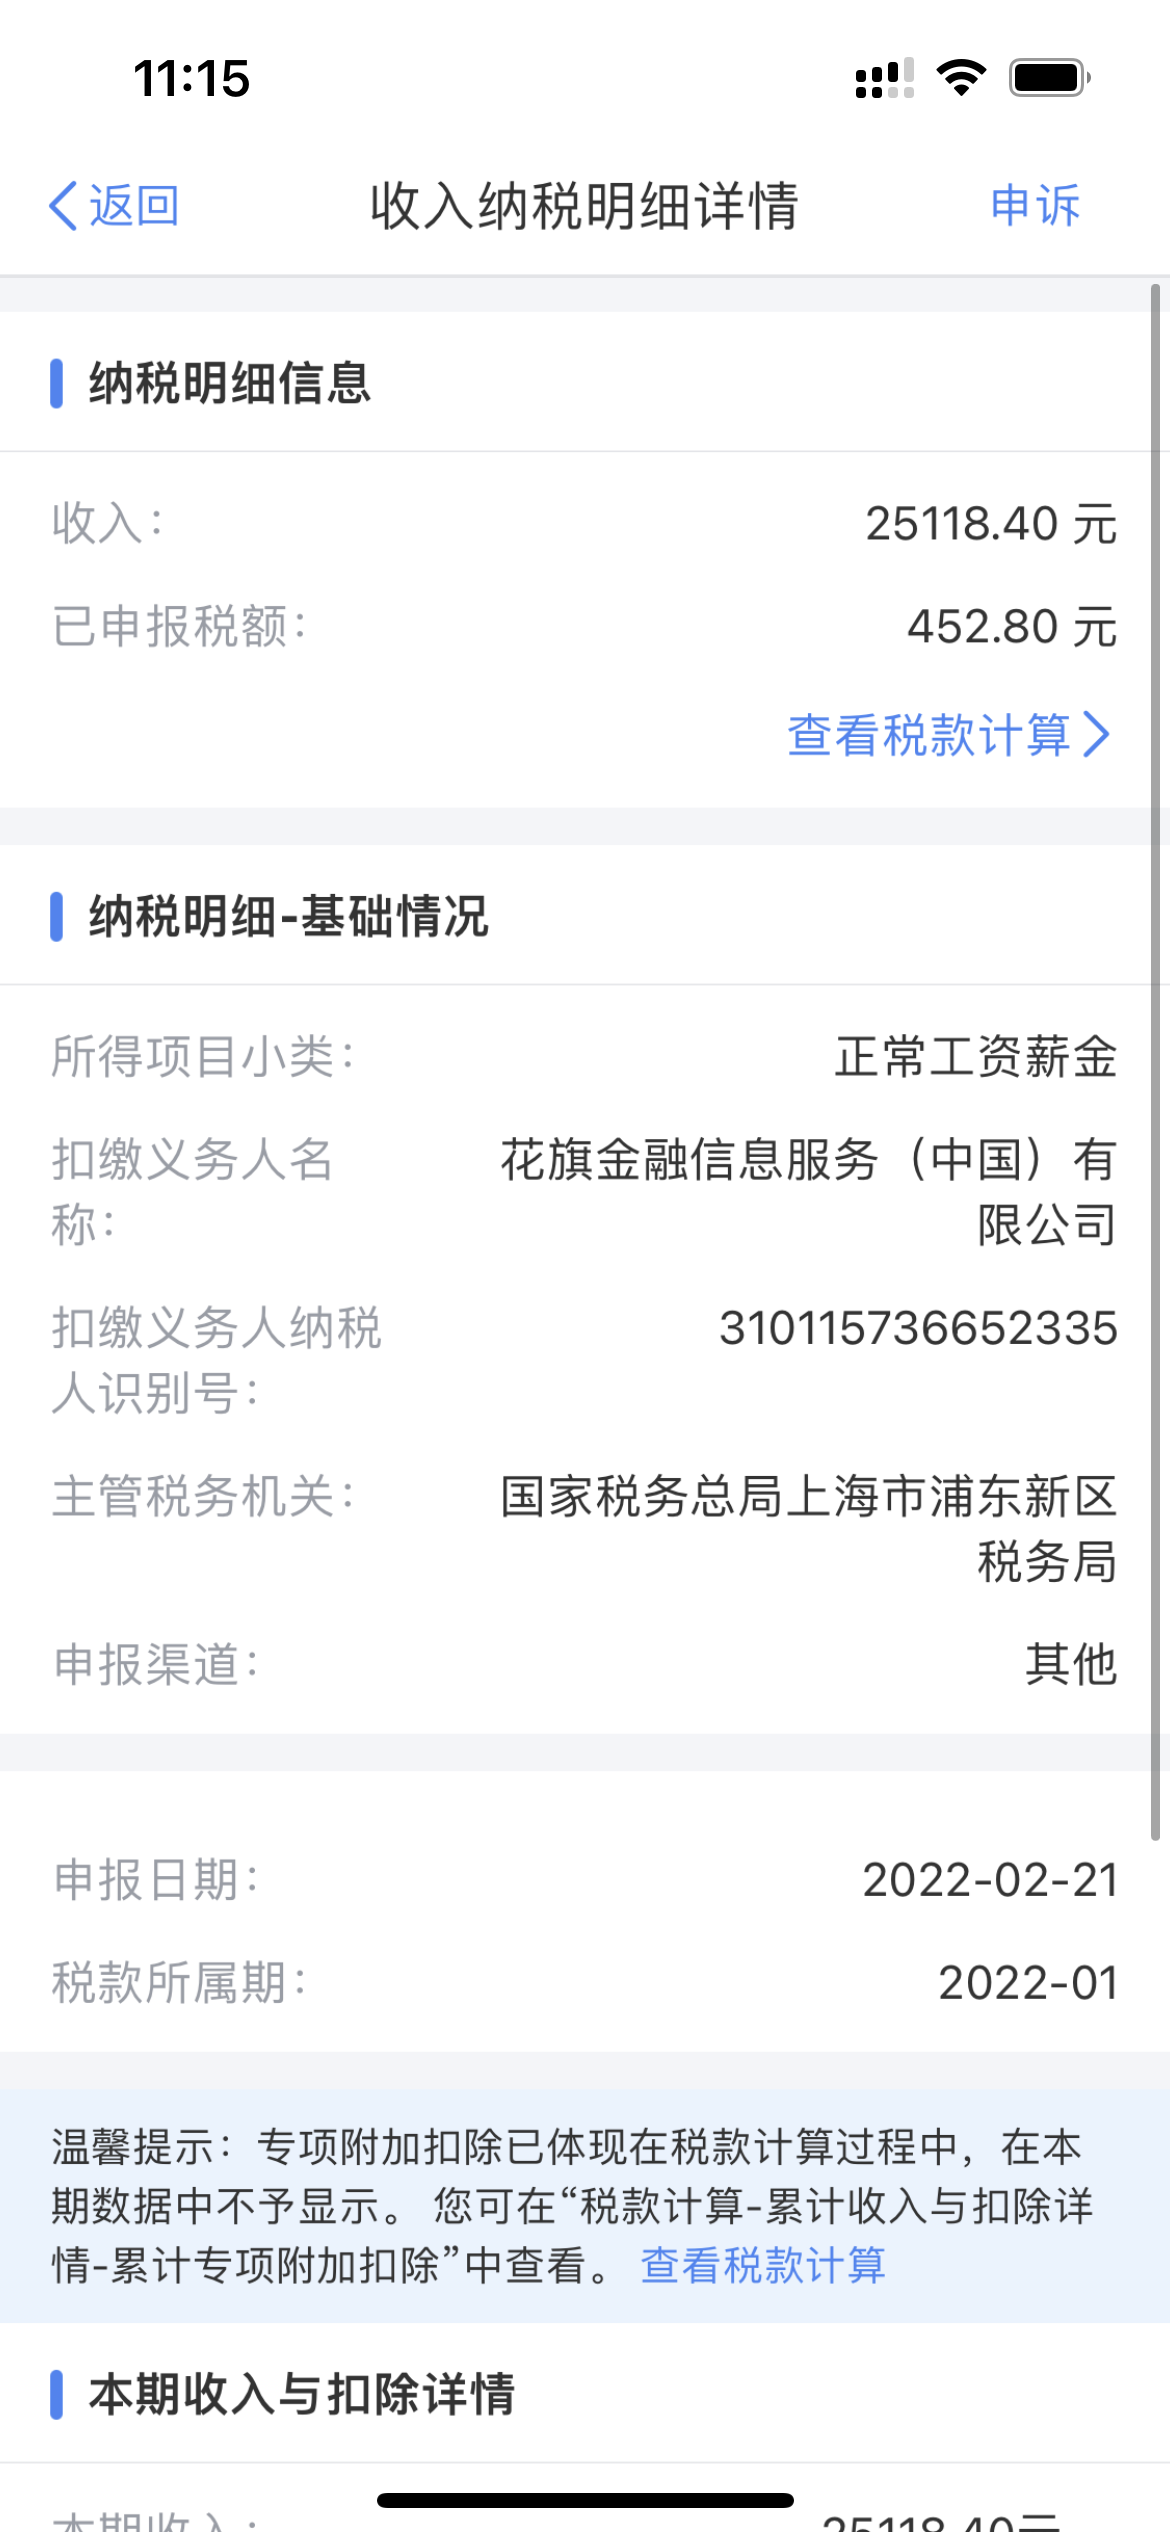 11:15
返回
收入纳税明细详情
申诉
纳税明细信息
收入：
25118.40 元
已申报税额：
452.80 元
查看税款计算
纳税明细-基础情况
所得项目小类：
正常工资薪金
扣缴义务人名
称：
花旗金融信息服务（中国）有
限公司
扣缴义务人纳税
人识别号：
310115736652335
主管税务机关：
国家税务总局上海市浦东新区
税务局
申报渠道：
其他
申报日期：
2022-02-21
税款所属期：
2022-01
温馨提示：专项附加扣除已体现在税款计算过程中，在本
期数据中不予显示。您可在“税款计算-累计收入与扣除详
情-累计专项附加扣除”中查看。 查看税款计算
本期收入与扣除详情
本期收入：
25118.40元